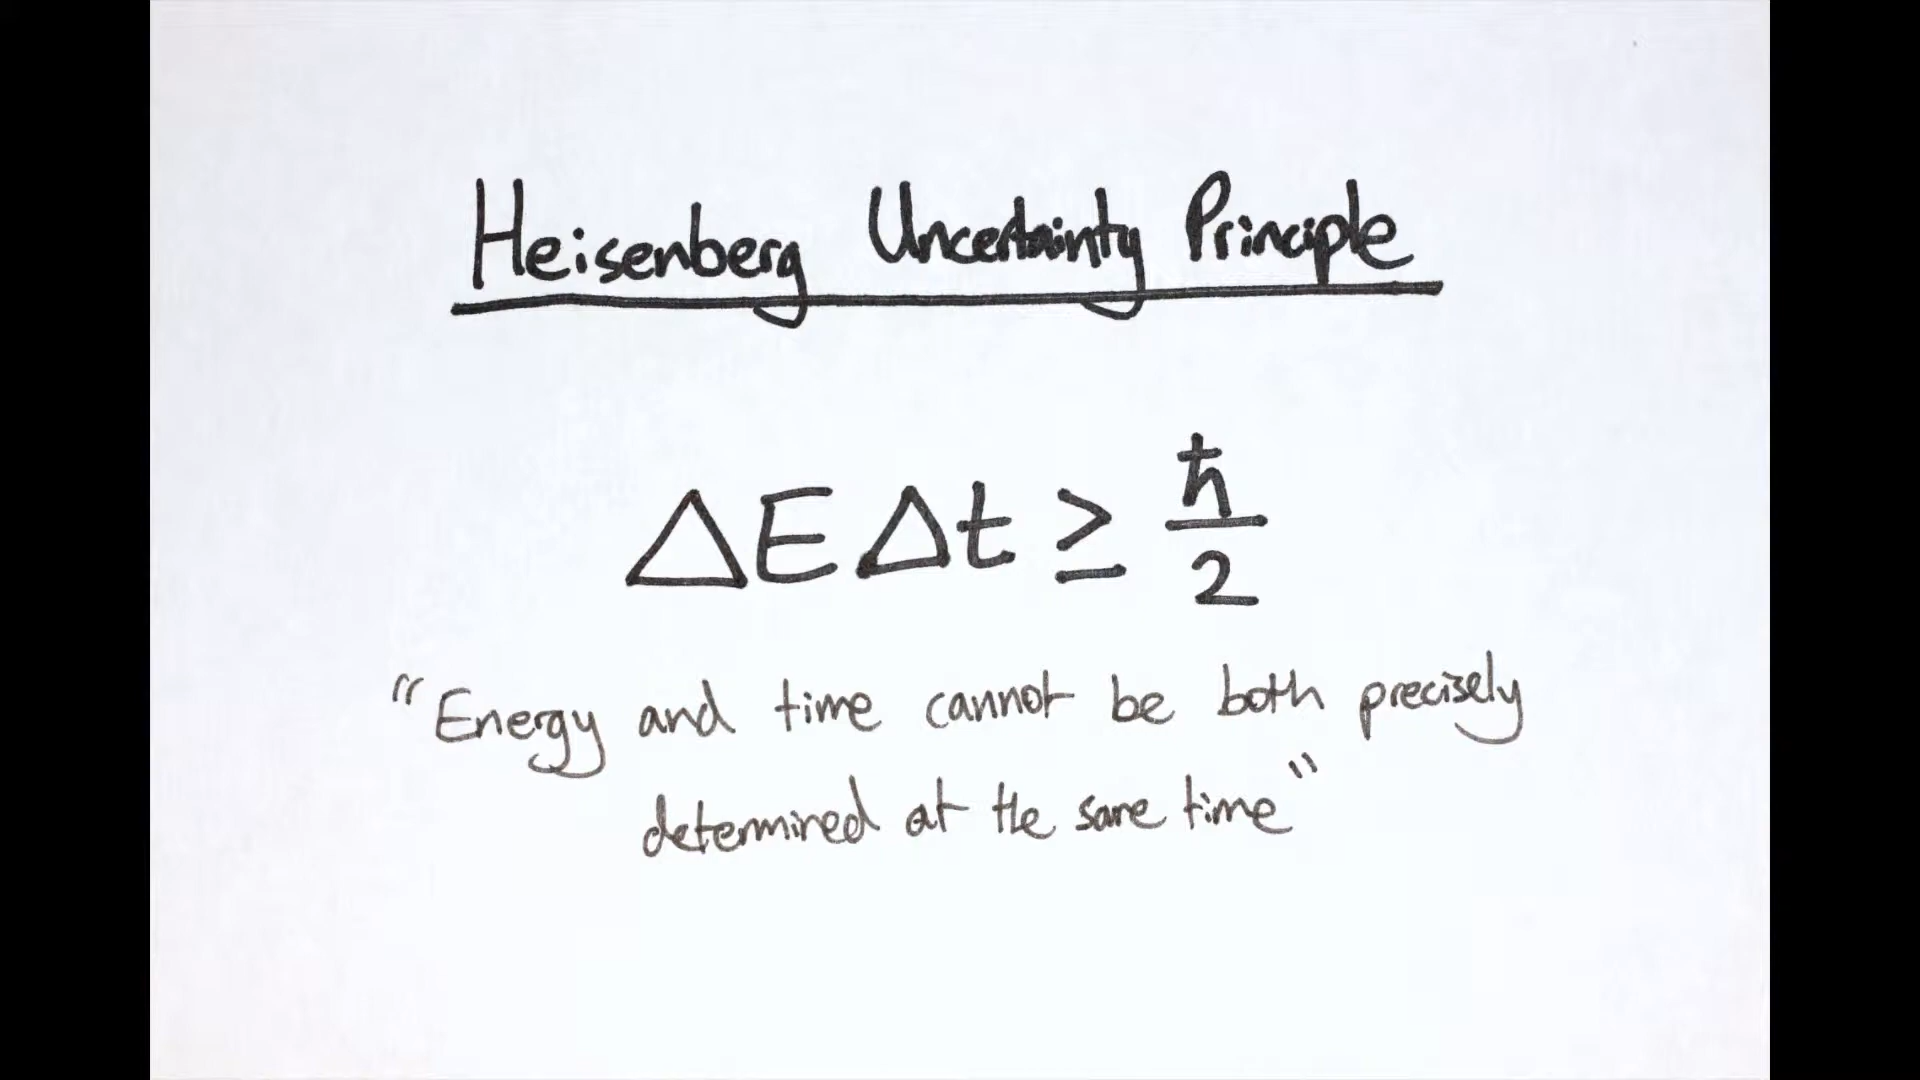 Heisenberg Uncertainty Principle
ΔEΔt ≥ ħ/2
"Energy and time cannot be both precisely
determined at the same time"